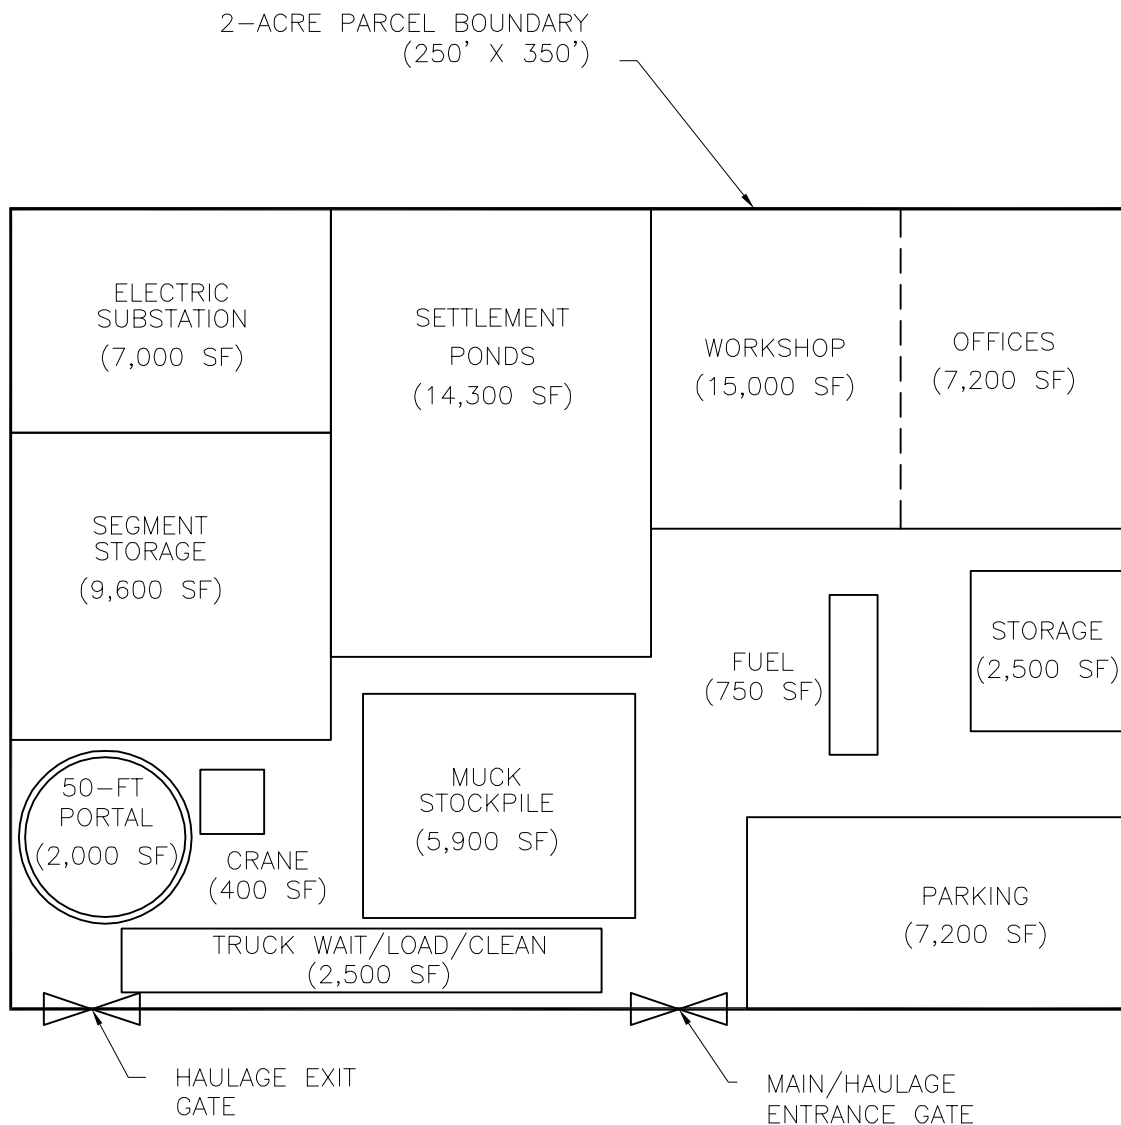 2-ACRE PARCEL BOUNDARY
(250' X 350')
ELECTRIC
SUBSTATION
(7,000 SF)
SETTLEMENT
PONDS
(14,300 SF)
WORKSHOP
(15,000 SF)
OFFICES
(7,200 SF)
SEGMENT
STORAGE
(9,600 SF)
FUEL
(750 SF)
STORAGE
(2,500 SF)
50-FT
PORTAL
(2,000 SF)
CRANE
(400 SF)
MUCK
STOCKPILE
(5,900 SF)
PARKING
(7,200 SF)
TRUCK WAIT/LOAD/CLEAN
(2,500 SF)
HAULAGE EXIT
GATE
MAIN/HAULAGE
ENTRANCE GATE